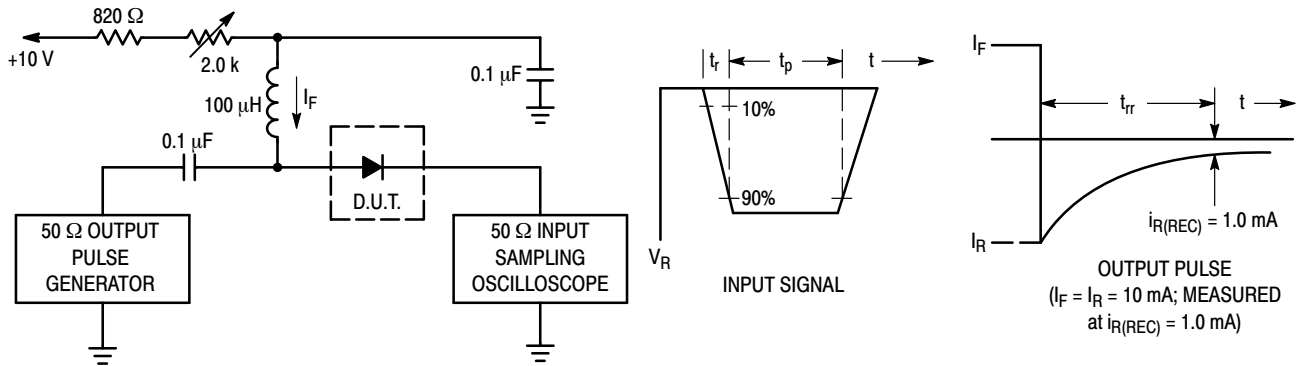 820 Ω
+10 V
2.0 k
100 μH
I_F
0.1 μF
0.1 μF
D.U.T.
50 Ω OUTPUT
PULSE
GENERATOR
50 Ω INPUT
SAMPLING
OSCILLOSCOPE
t_r
t_p
t
10%
90%
V_R
INPUT SIGNAL
I_F
t_rr
t
I_R
i_R(REC) = 1.0 mA
OUTPUT PULSE
(I_F = I_R = 10 mA; MEASURED
at i_R(REC) = 1.0 mA)